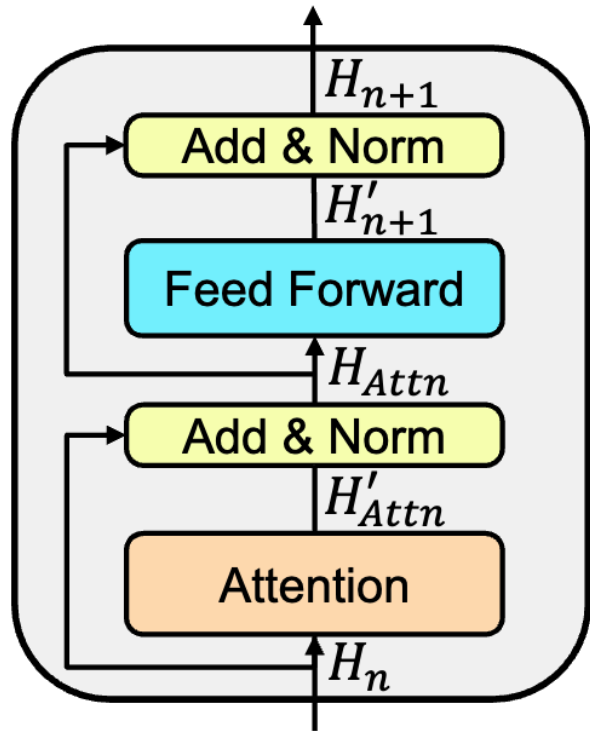 H_{n+1}
Add & Norm
H'_{n+1}
Feed Forward
H_{Attn}
Add & Norm
H'_{Attn}
Attention
H_n